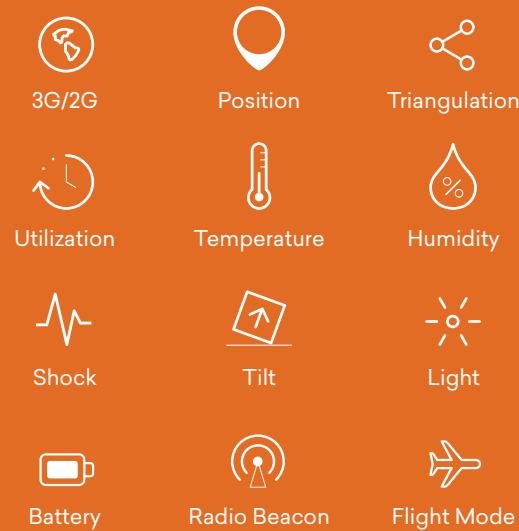 3G/2G
Position
Triangulation
%
Utilization
Temperature
Humidity
Shock
Tilt
Light
Battery
Radio Beacon
Flight Mode